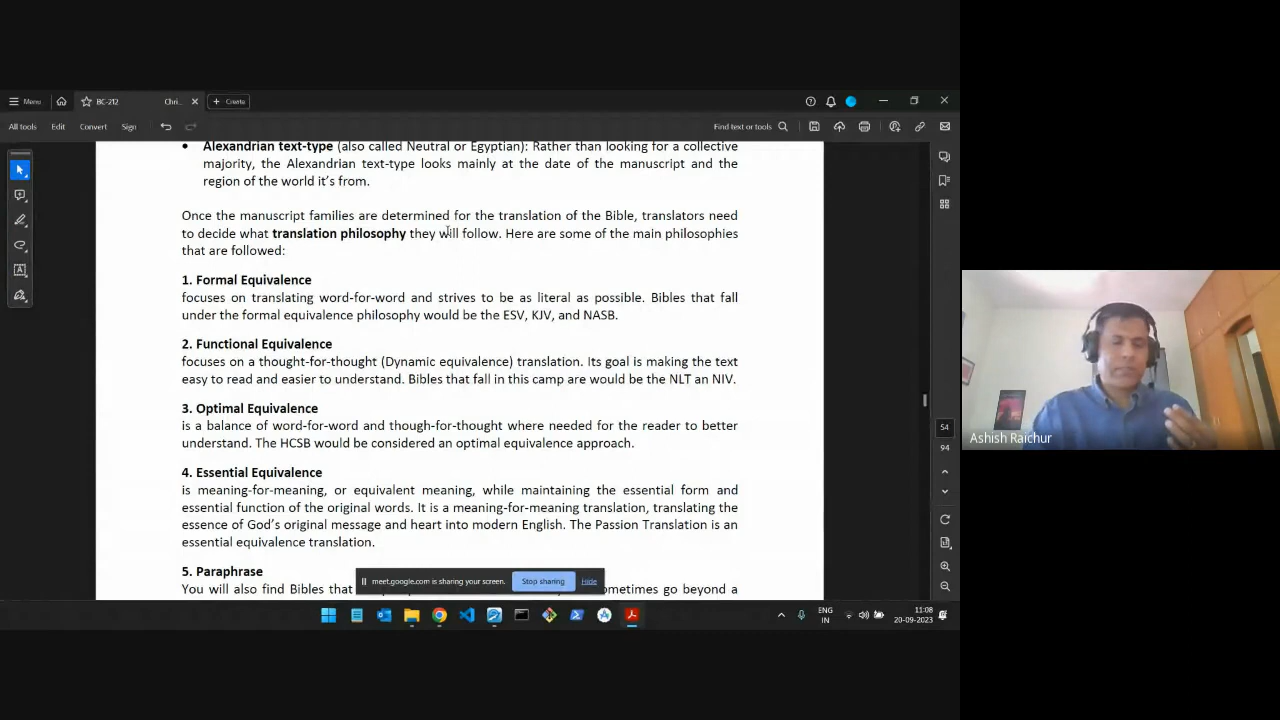 Menu
BC-212
Chri...
Create
All tools
Edit
Convert
Sign
Find text or tools
• Alexandrian text-type (also called Neutral or Egyptian): Rather than looking for a collective
majority, the Alexandrian text-type looks mainly at the date of the manuscript and the
region of the world it's from.
Once the manuscript families are determined for the translation of the Bible, translators need
to decide what translation philosophy they will follow. Here are some of the main philosophies
that are followed:
1. Formal Equivalence
focuses on translating word-for-word and strives to be as literal as possible. Bibles that fall
under the formal equivalence philosophy would be the ESV, KJV, and NASB.
2. Functional Equivalence
focuses on a thought-for-thought (Dynamic equivalence) translation. Its goal is making the text
easy to read and easier to understand. Bibles that fall in this camp are would be the NLT an NIV.
3. Optimal Equivalence
is a balance of word-for-word and though-for-thought where needed for the reader to better
understand. The HCSB would be considered an optimal equivalence approach.
4. Essential Equivalence
is meaning-for-meaning, or equivalent meaning, while maintaining the essential form and
essential function of the original words. It is a meaning-for-meaning translation, translating the
essence of God's original message and heart into modern English. The Passion Translation is an
essential equivalence translation.
5. Paraphrase
You will also find Bibles that go beyond a
meet.google.com is sharing your screen.
Stop sharing
Hide
54
94
ENG
IN
11:08
20-09-2023
Ashish Raichur